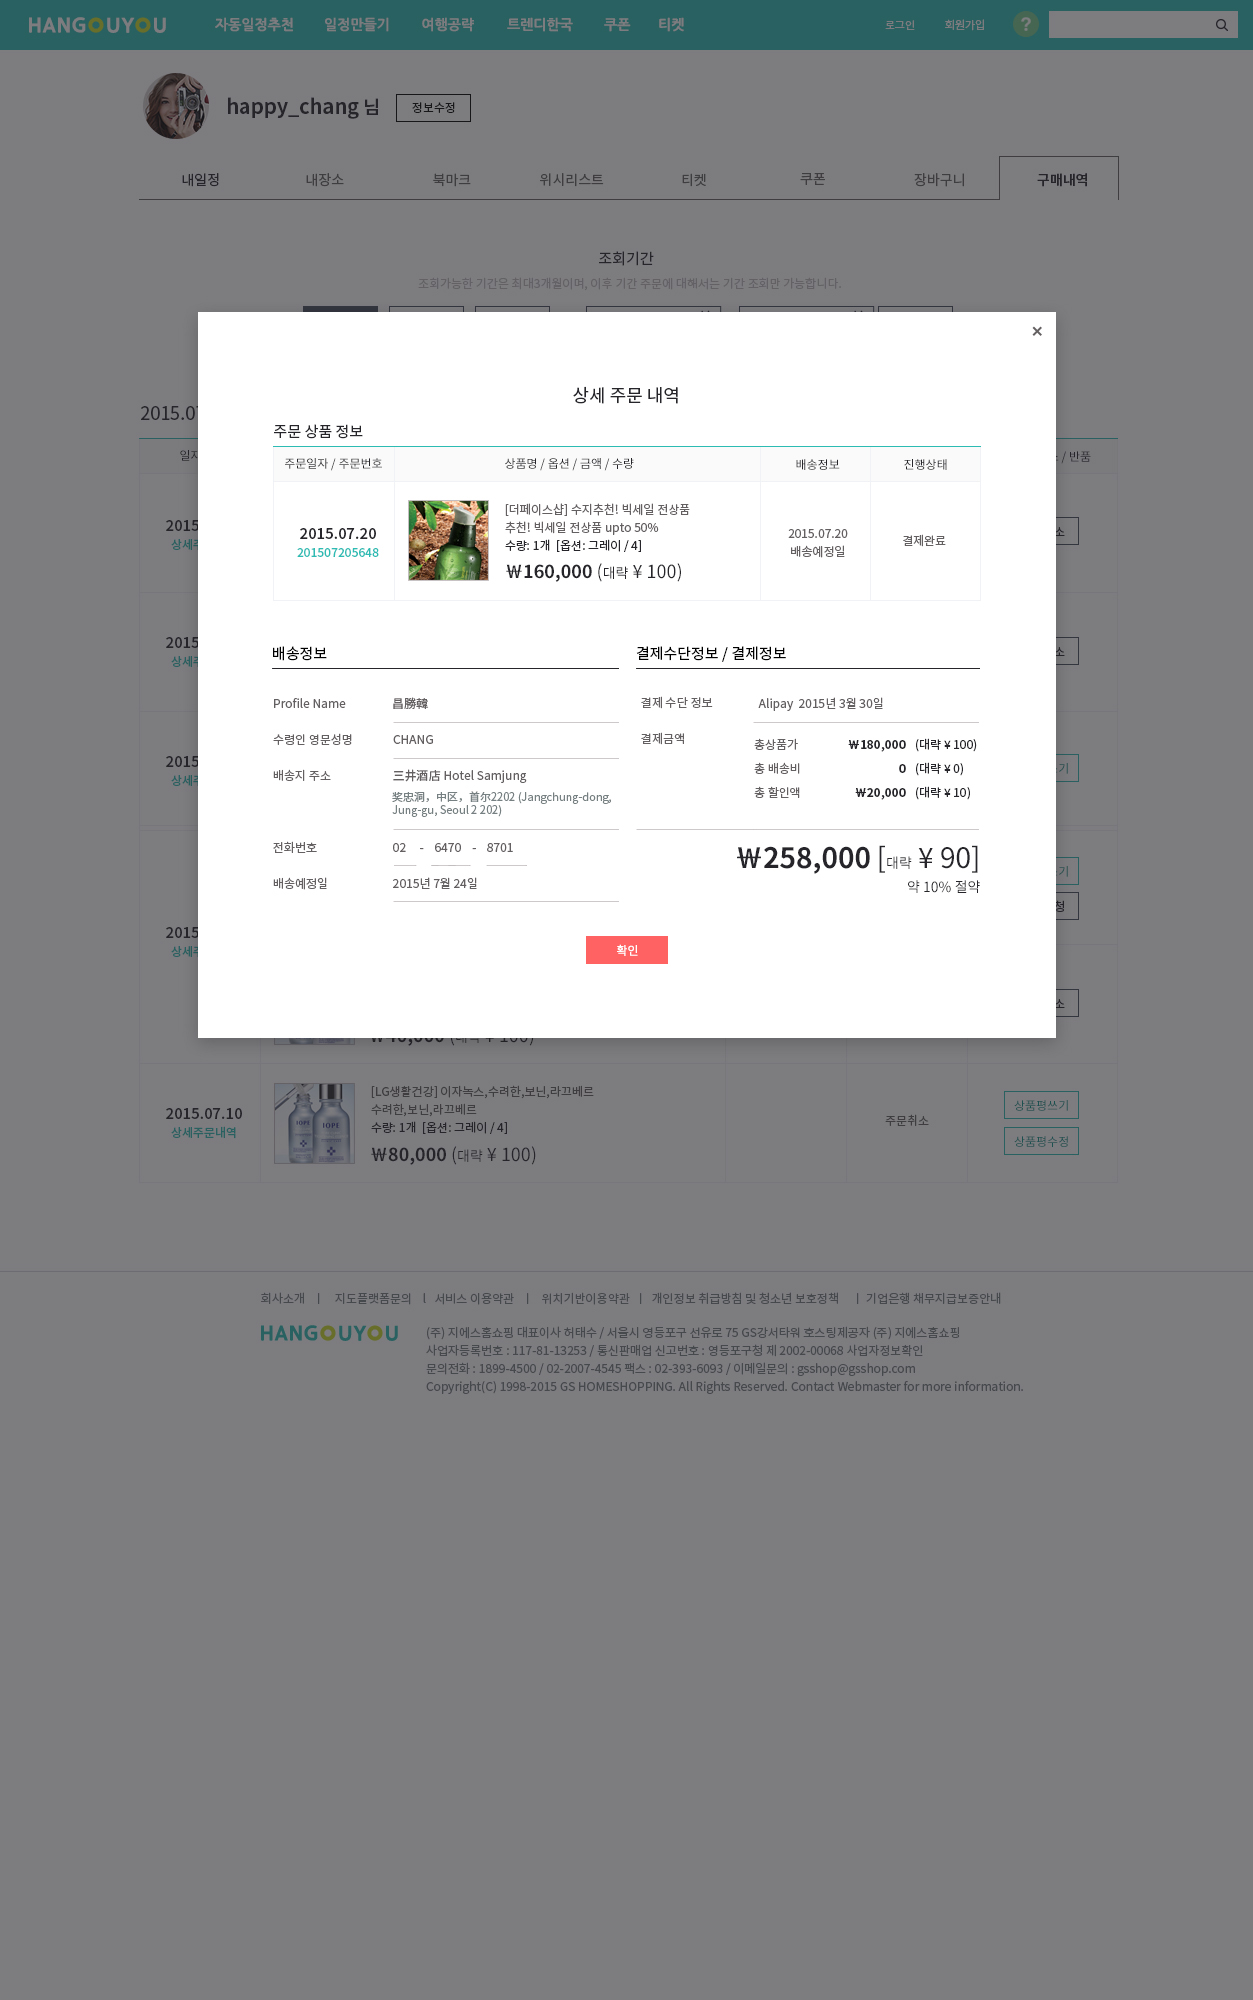 HANGOUYOU 자동일정추천 일정만들기 여행공략 트렌디한국 쿠폰 티켓 로그인 회원가입 ?
happy_chang 님 정보수정
내일정 내장소 북마크 위시리스트 티켓 쿠폰 장바구니 구매내역
조회기간
조회가능한 기간은 최대3개월이며, 이후 기간 주문에 대해서는 기간 조회만 가능합니다.
×
상세 주문 내역
2015.07
주문 상품 정보
/ 반품
주문일자 / 주문번호 상품명 / 옵션 / 금액 / 수량 배송정보 진행상태
2015.07.20
201507205648
[더페이스샵] 수지추천! 빅세일 전상품
추천! 빅세일 전상품 upto 50%
수량: 1개 [옵션: 그레이 / 4]
₩160,000 (대략 ¥ 100)
2015.07.20
배송예정일
결제완료
배송정보
Profile Name 昌勝韓
수령인 영문성명 CHANG
배송지 주소 三井酒店 Hotel Samjung
奖忠洞，中区，首尔2202 (Jangchung-dong,
Jung-gu, Seoul 2 202)
전화번호 02 - 6470 - 8701
배송예정일 2015년 7월 24일
결제수단정보 / 결제정보
결제 수단 정보 Alipay 2015년 3월 30일
결제금액 총상품가 ₩180,000 (대략 ¥ 100)
총 배송비 0 (대략 ¥ 0)
총 할인액 ₩20,000 (대략 ¥ 10)
₩258,000 [대략 ¥ 90]
약 10% 절약
확인
2015.07.10
상세주문내역
[LG생활건강] 이자녹스,수려한,보닌,라끄베르
수려한,보닌,라끄베르
수량: 1개 [옵션: 그레이 / 4]
₩80,000 (대략 ¥ 100)
주문취소
상품평쓰기
상품평수정
회사소개 | 지도플랫폼문의 l 서비스 이용약관 | 위치기반이용약관 | 개인정보 취급방침 및 청소년 보호정책 | 기업은행 채무지급보증안내
HANGOUYOU
(주) 지에스홈쇼핑 대표이사 허태수 / 서울시 영등포구 선유로 75 GS강서타워 호스팅제공자 (주) 지에스홈쇼핑
사업자등록번호 : 117-81-13253 / 통신판매업 신고번호 : 영등포구청 제 2002-00068 사업자정보확인
문의전화 : 1899-4500 / 02-2007-4545 팩스 : 02-393-6093 / 이메일문의 : gsshop@gsshop.com
Copyright(C) 1998-2015 GS HOMESHOPPING. All Rights Reserved. Contact Webmaster for more information.